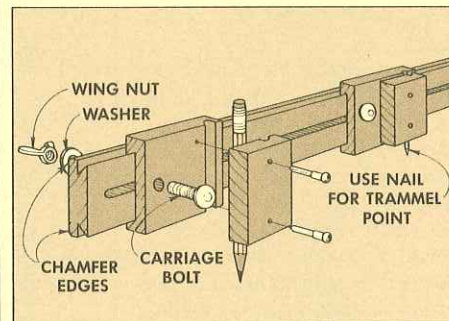 WING NUT
WASHER
CHAMFER
EDGES
CARRIAGE
BOLT
USE NAIL
FOR TRAMMEL
POINT